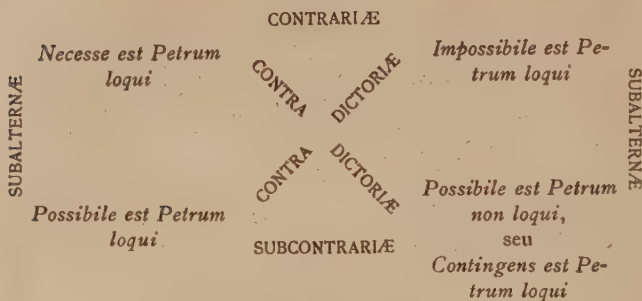 CONTRARIÆ
Necesse est Petrum
loqui
Impossibile est Pe-
trum loqui
SUBALTERNÆ
CONTRA
DICTORIÆ
SUBALTERNÆ
CONTRA
DICTORIÆ
Possibile est Petrum
loqui
SUBCONTRARIÆ
Possibile est Petrum
non loqui,
seu
Contingens est Pe-
trum loqui